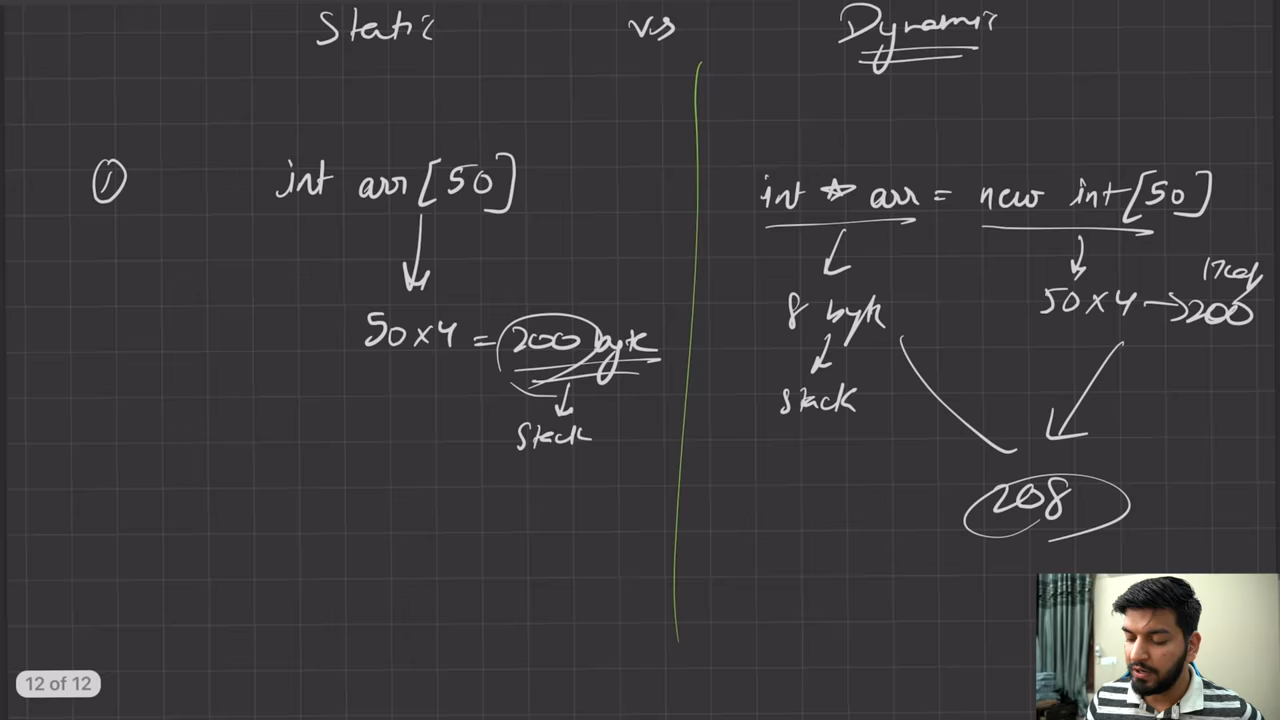 Static vs Dynamic
① int arr[50]
50×4 = 200 byte
Stack
int * arr = new int[50]
8 byte
Stack
50×4 → 200
Heap
208
12 of 12